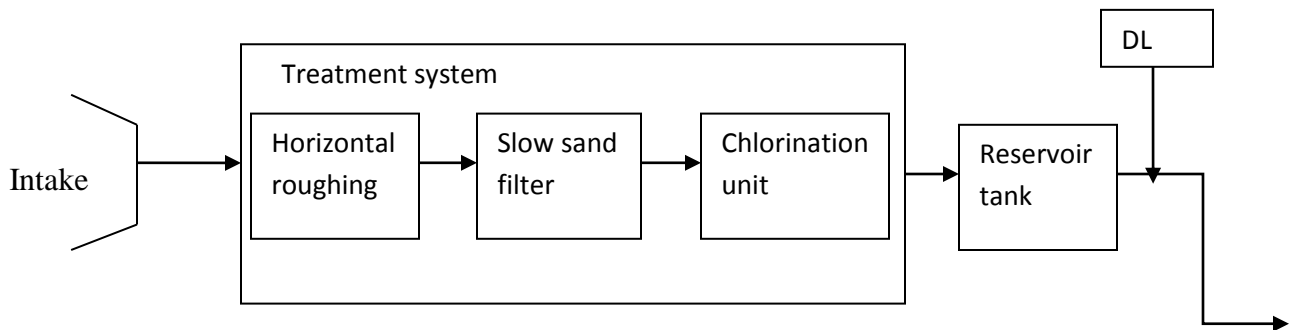 Intake
Treatment system
Horizontal
roughing
Slow sand
filter
Chlorination
unit
Reservoir
tank
DL